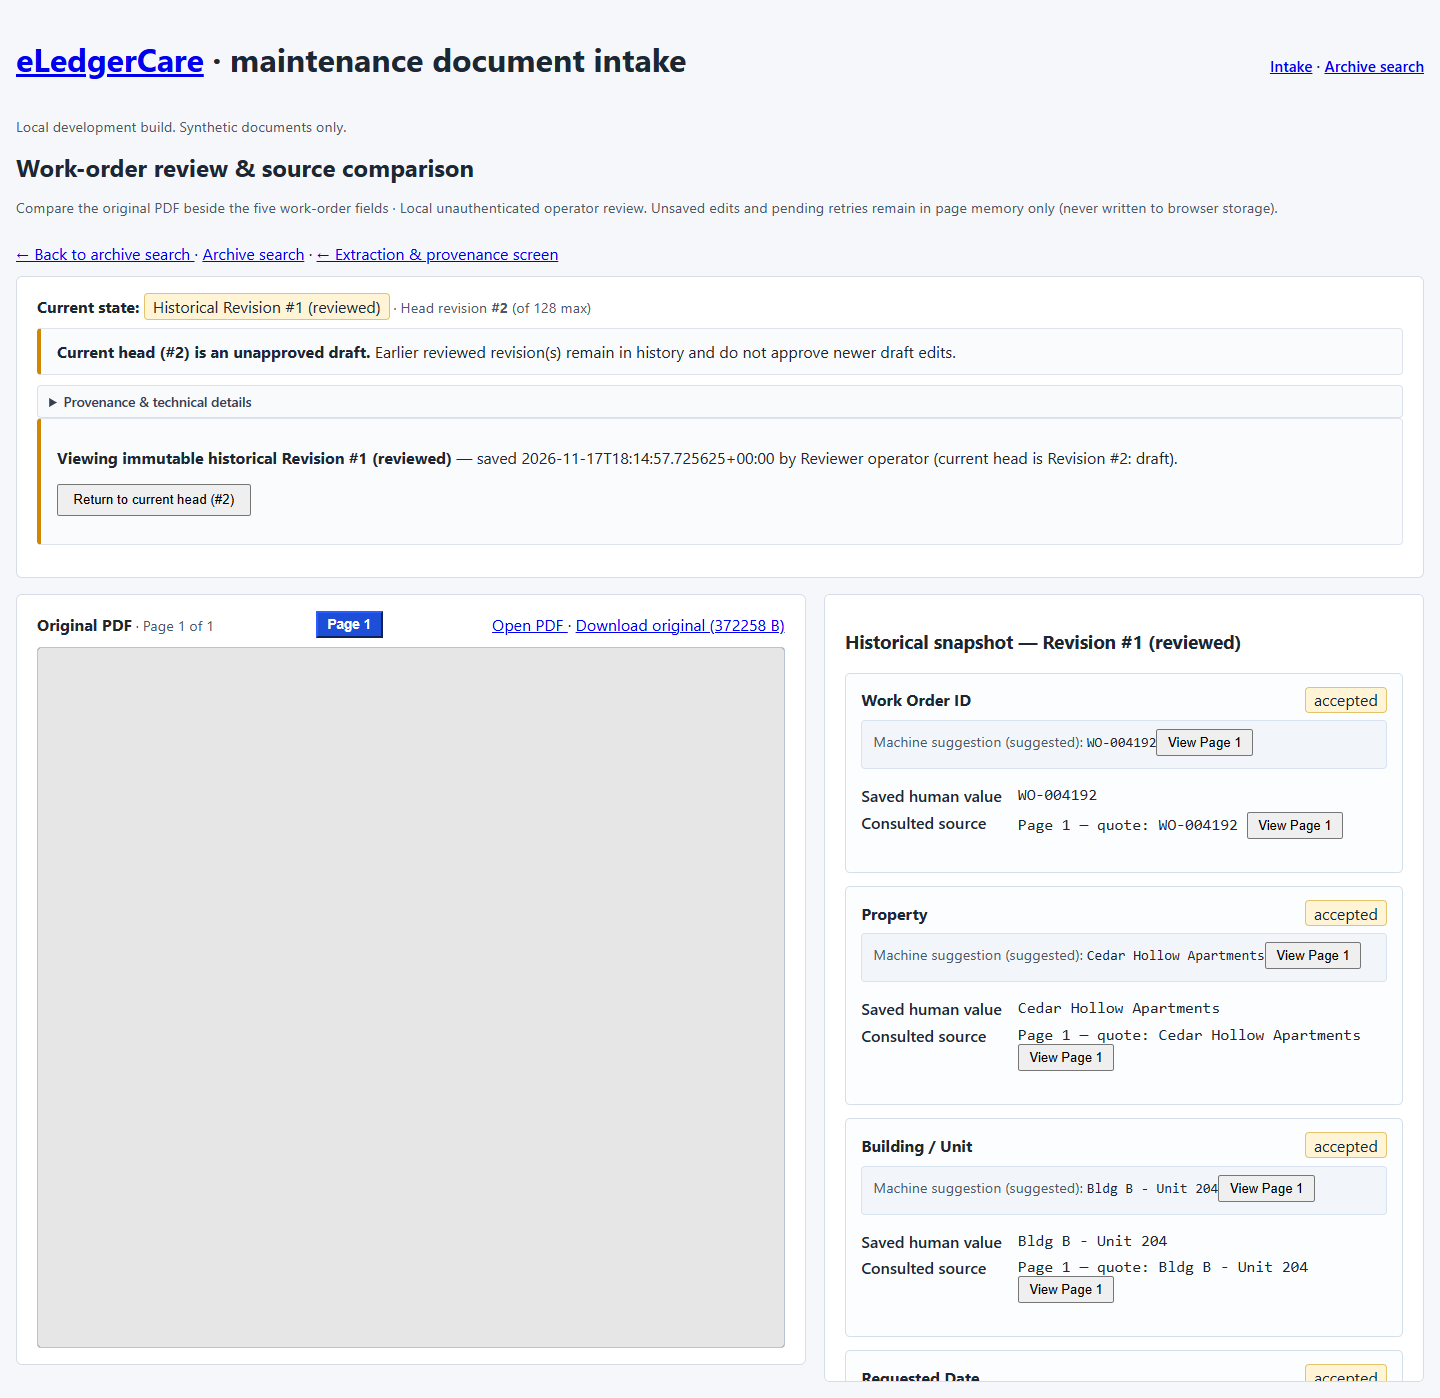 eLedgerCare · maintenance document intake
Intake · Archive search
Local development build. Synthetic documents only.
Work-order review & source comparison
Compare the original PDF beside the five work-order fields · Local unauthenticated operator review. Unsaved edits and pending retries remain in page memory only (never written to browser storage).
← Back to archive search · Archive search · ← Extraction & provenance screen
Current state: Historical Revision #1 (reviewed) · Head revision #2 (of 128 max)
Current head (#2) is an unapproved draft. Earlier reviewed revision(s) remain in history and do not approve newer draft edits.
▶ Provenance & technical details
Viewing immutable historical Revision #1 (reviewed) — saved 2026-11-17T18:14:57.725625+00:00 by Reviewer operator (current head is Revision #2: draft).
Return to current head (#2)
Original PDF · Page 1 of 1
Page 1
Open PDF · Download original (372258 B)
Historical snapshot — Revision #1 (reviewed)
Work Order ID
accepted
Machine suggestion (suggested): WO-004192 View Page 1
Saved human value WO-004192
Consulted source Page 1 — quote: WO-004192 View Page 1
Property
accepted
Machine suggestion (suggested): Cedar Hollow Apartments View Page 1
Saved human value Cedar Hollow Apartments
Consulted source Page 1 — quote: Cedar Hollow Apartments
View Page 1
Building / Unit
accepted
Machine suggestion (suggested): Bldg B - Unit 204 View Page 1
Saved human value Bldg B - Unit 204
Consulted source Page 1 — quote: Bldg B - Unit 204
View Page 1
Requested Date
accepted